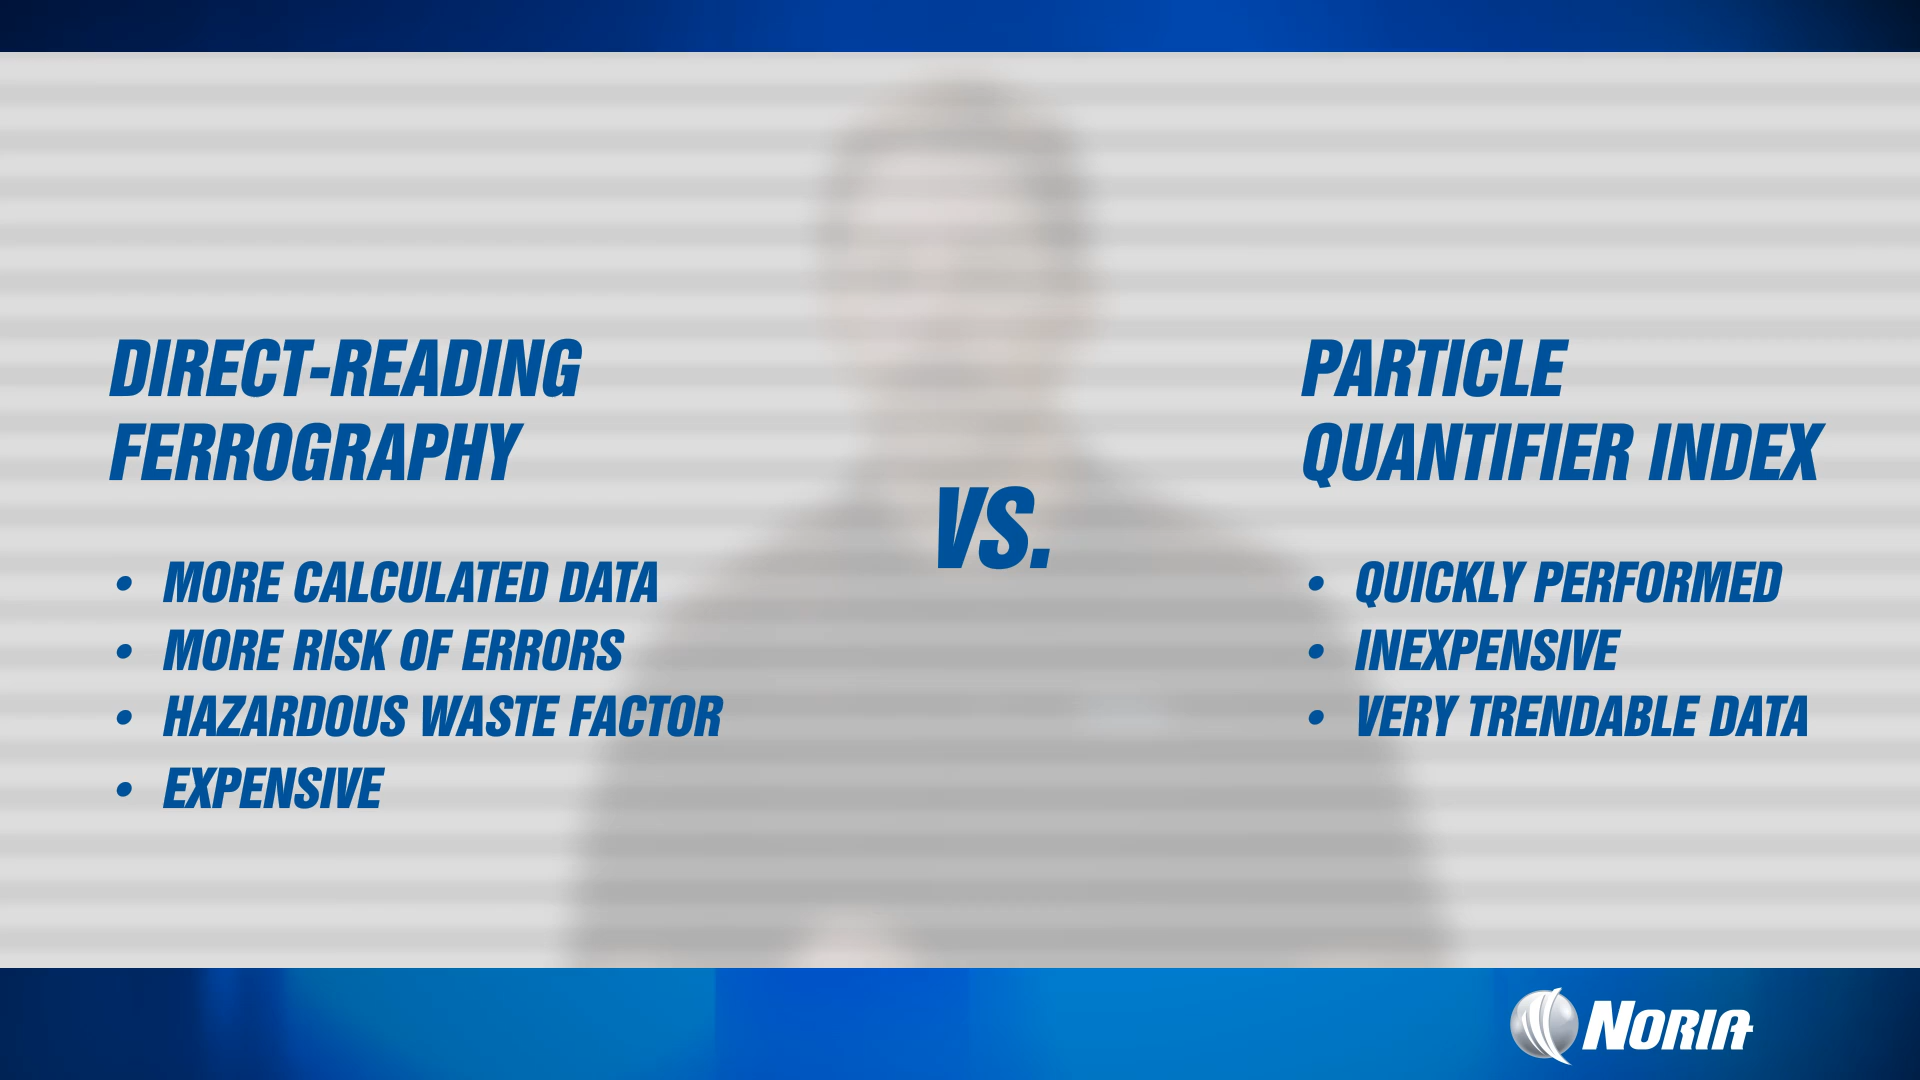 DIRECT-READING
FERROGRAPHY
• MORE CALCULATED DATA
• MORE RISK OF ERRORS
• HAZARDOUS WASTE FACTOR
• EXPENSIVE
VS.
PARTICLE
QUANTIFIER INDEX
• QUICKLY PERFORMED
• INEXPENSIVE
• VERY TRENDABLE DATA
NORIA